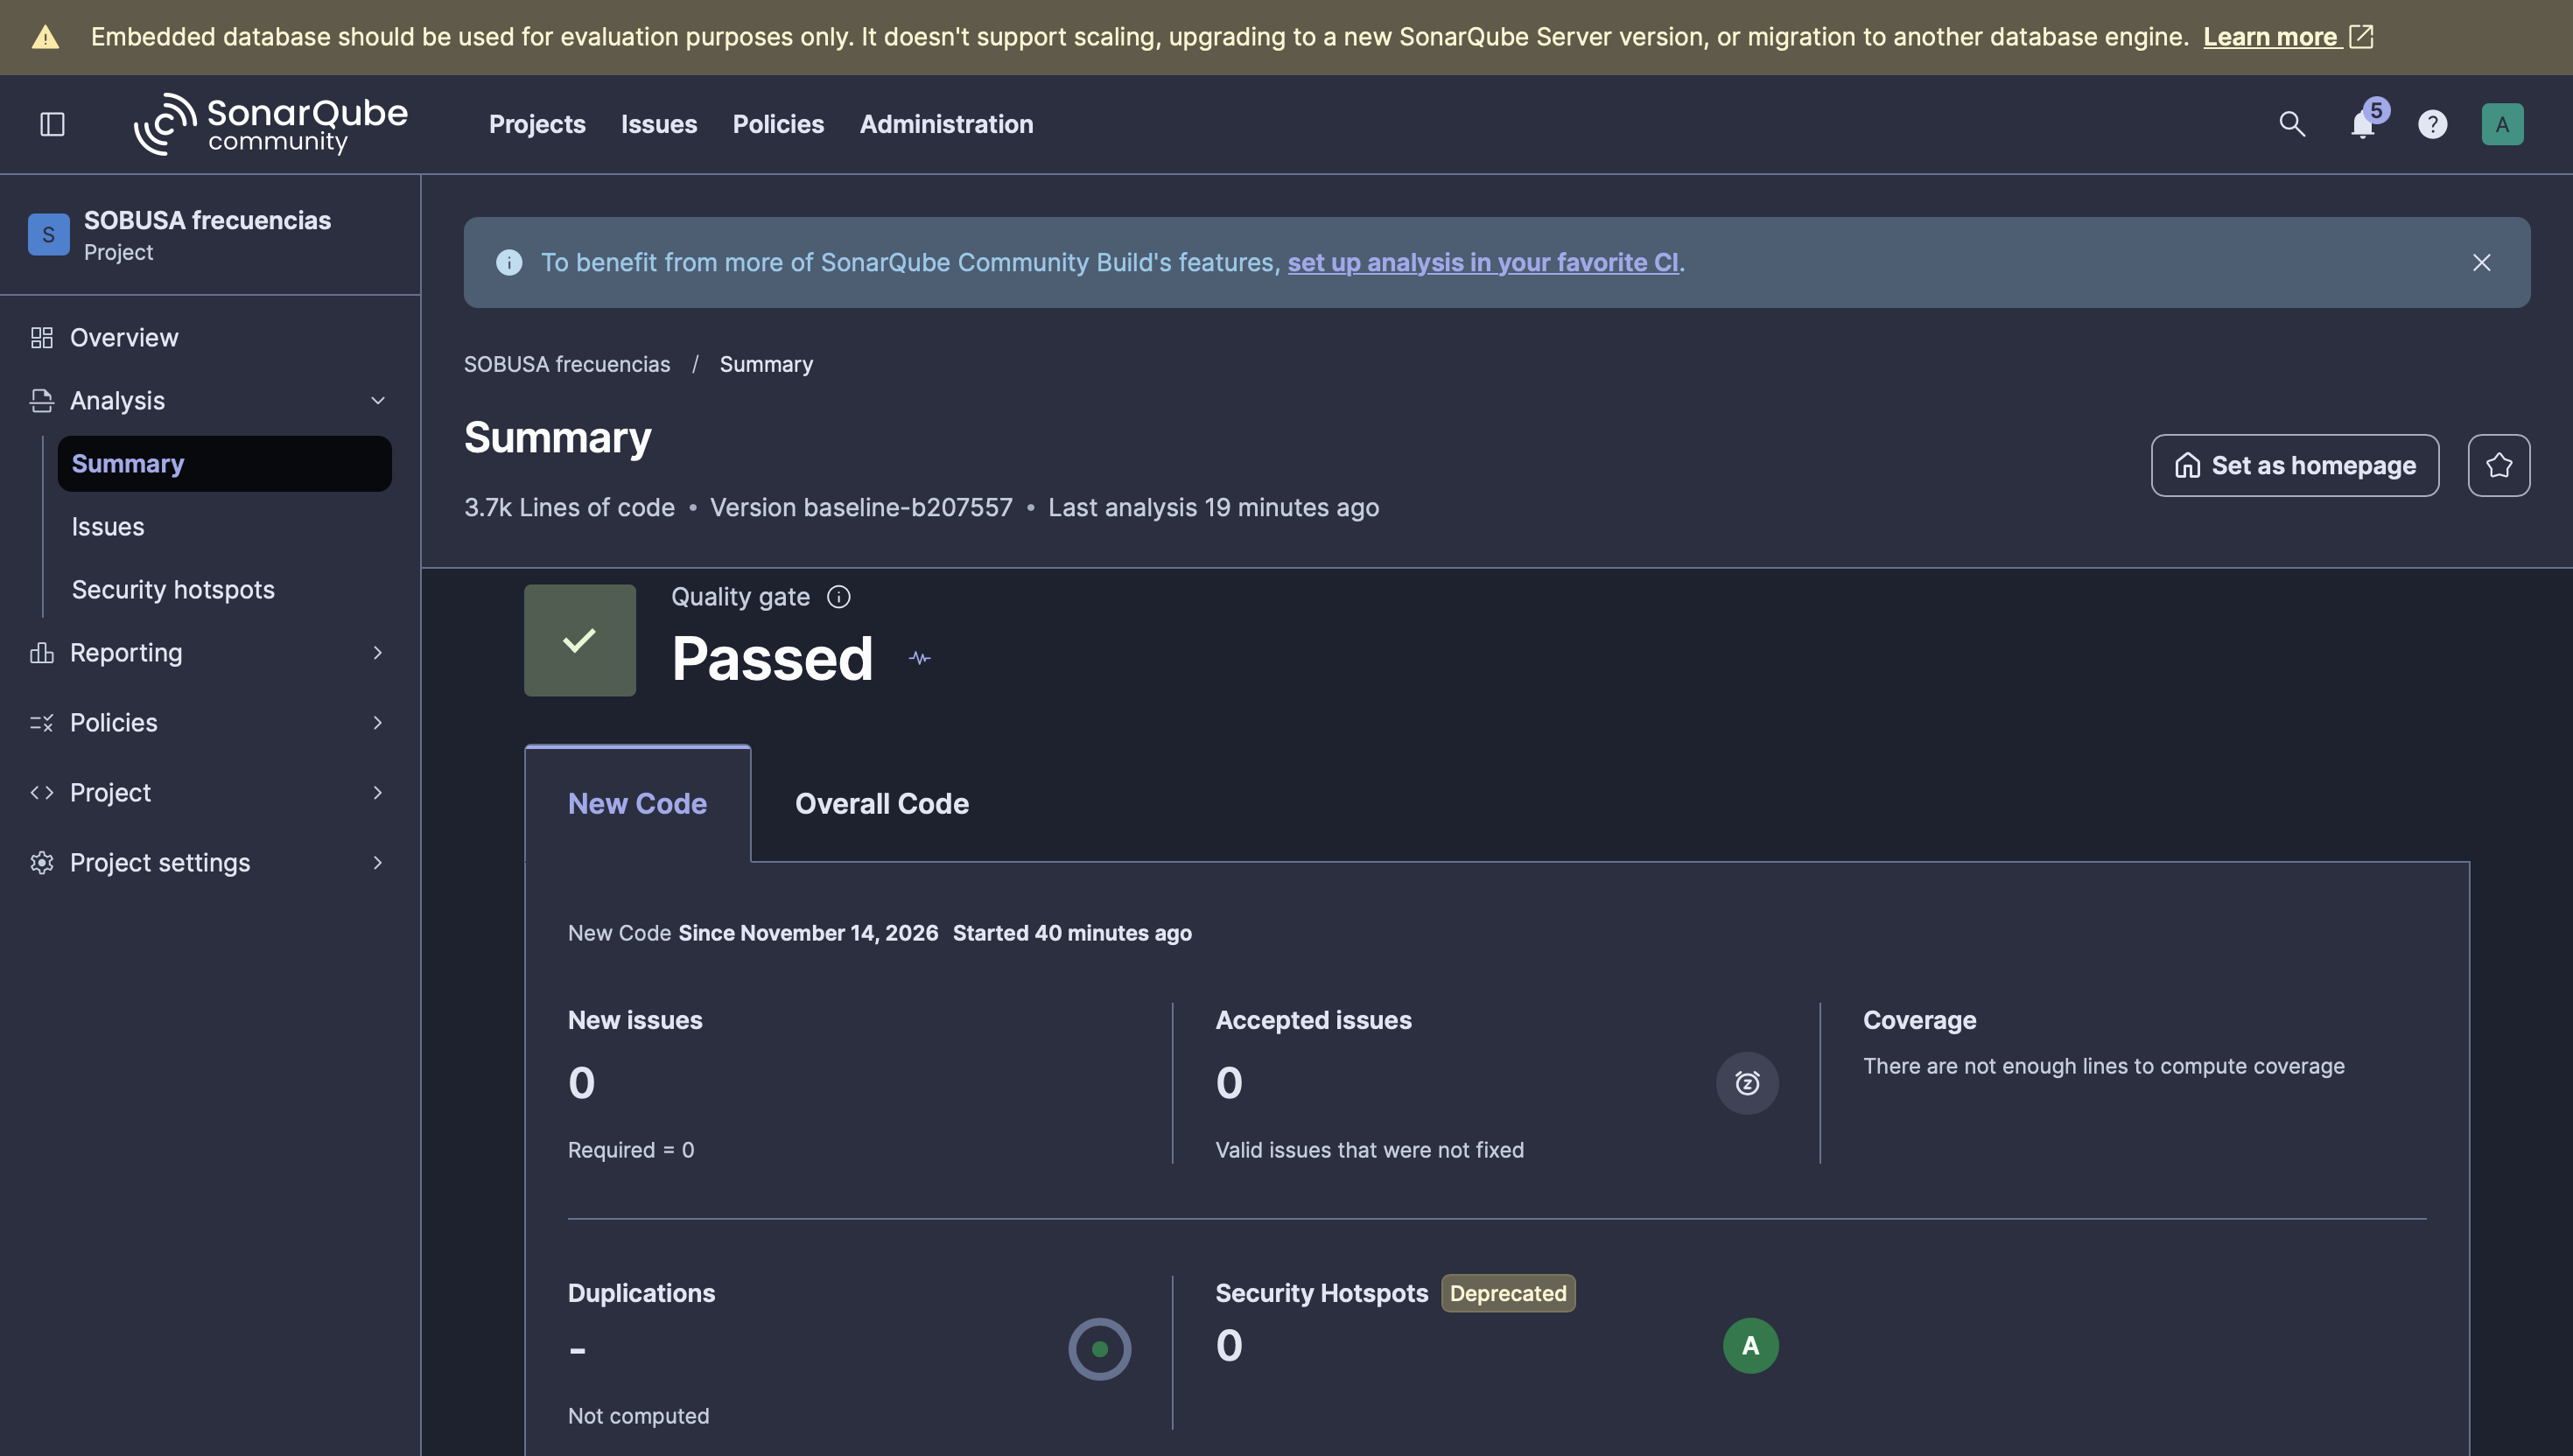 Embedded database should be used for evaluation purposes only. It doesn't support scaling, upgrading to a new SonarQube Server version, or migration to another database engine. Learn more
SonarQube community
Projects Issues Policies Administration
5
?
A
S
SOBUSA frecuencias
Project
Overview
Analysis
Summary
Issues
Security hotspots
Reporting
Policies
Project
Project settings
To benefit from more of SonarQube Community Build's features, set up analysis in your favorite CI.
SOBUSA frecuencias / Summary
Summary
3.7k Lines of code • Version baseline-b207557 • Last analysis 19 minutes ago
Set as homepage
Quality gate
Passed
New Code
Overall Code
New Code Since November 14, 2026 Started 40 minutes ago
New issues
0
Required = 0
Accepted issues
0
Valid issues that were not fixed
Coverage
There are not enough lines to compute coverage
Duplications
-
Not computed
Security Hotspots Deprecated
0
A